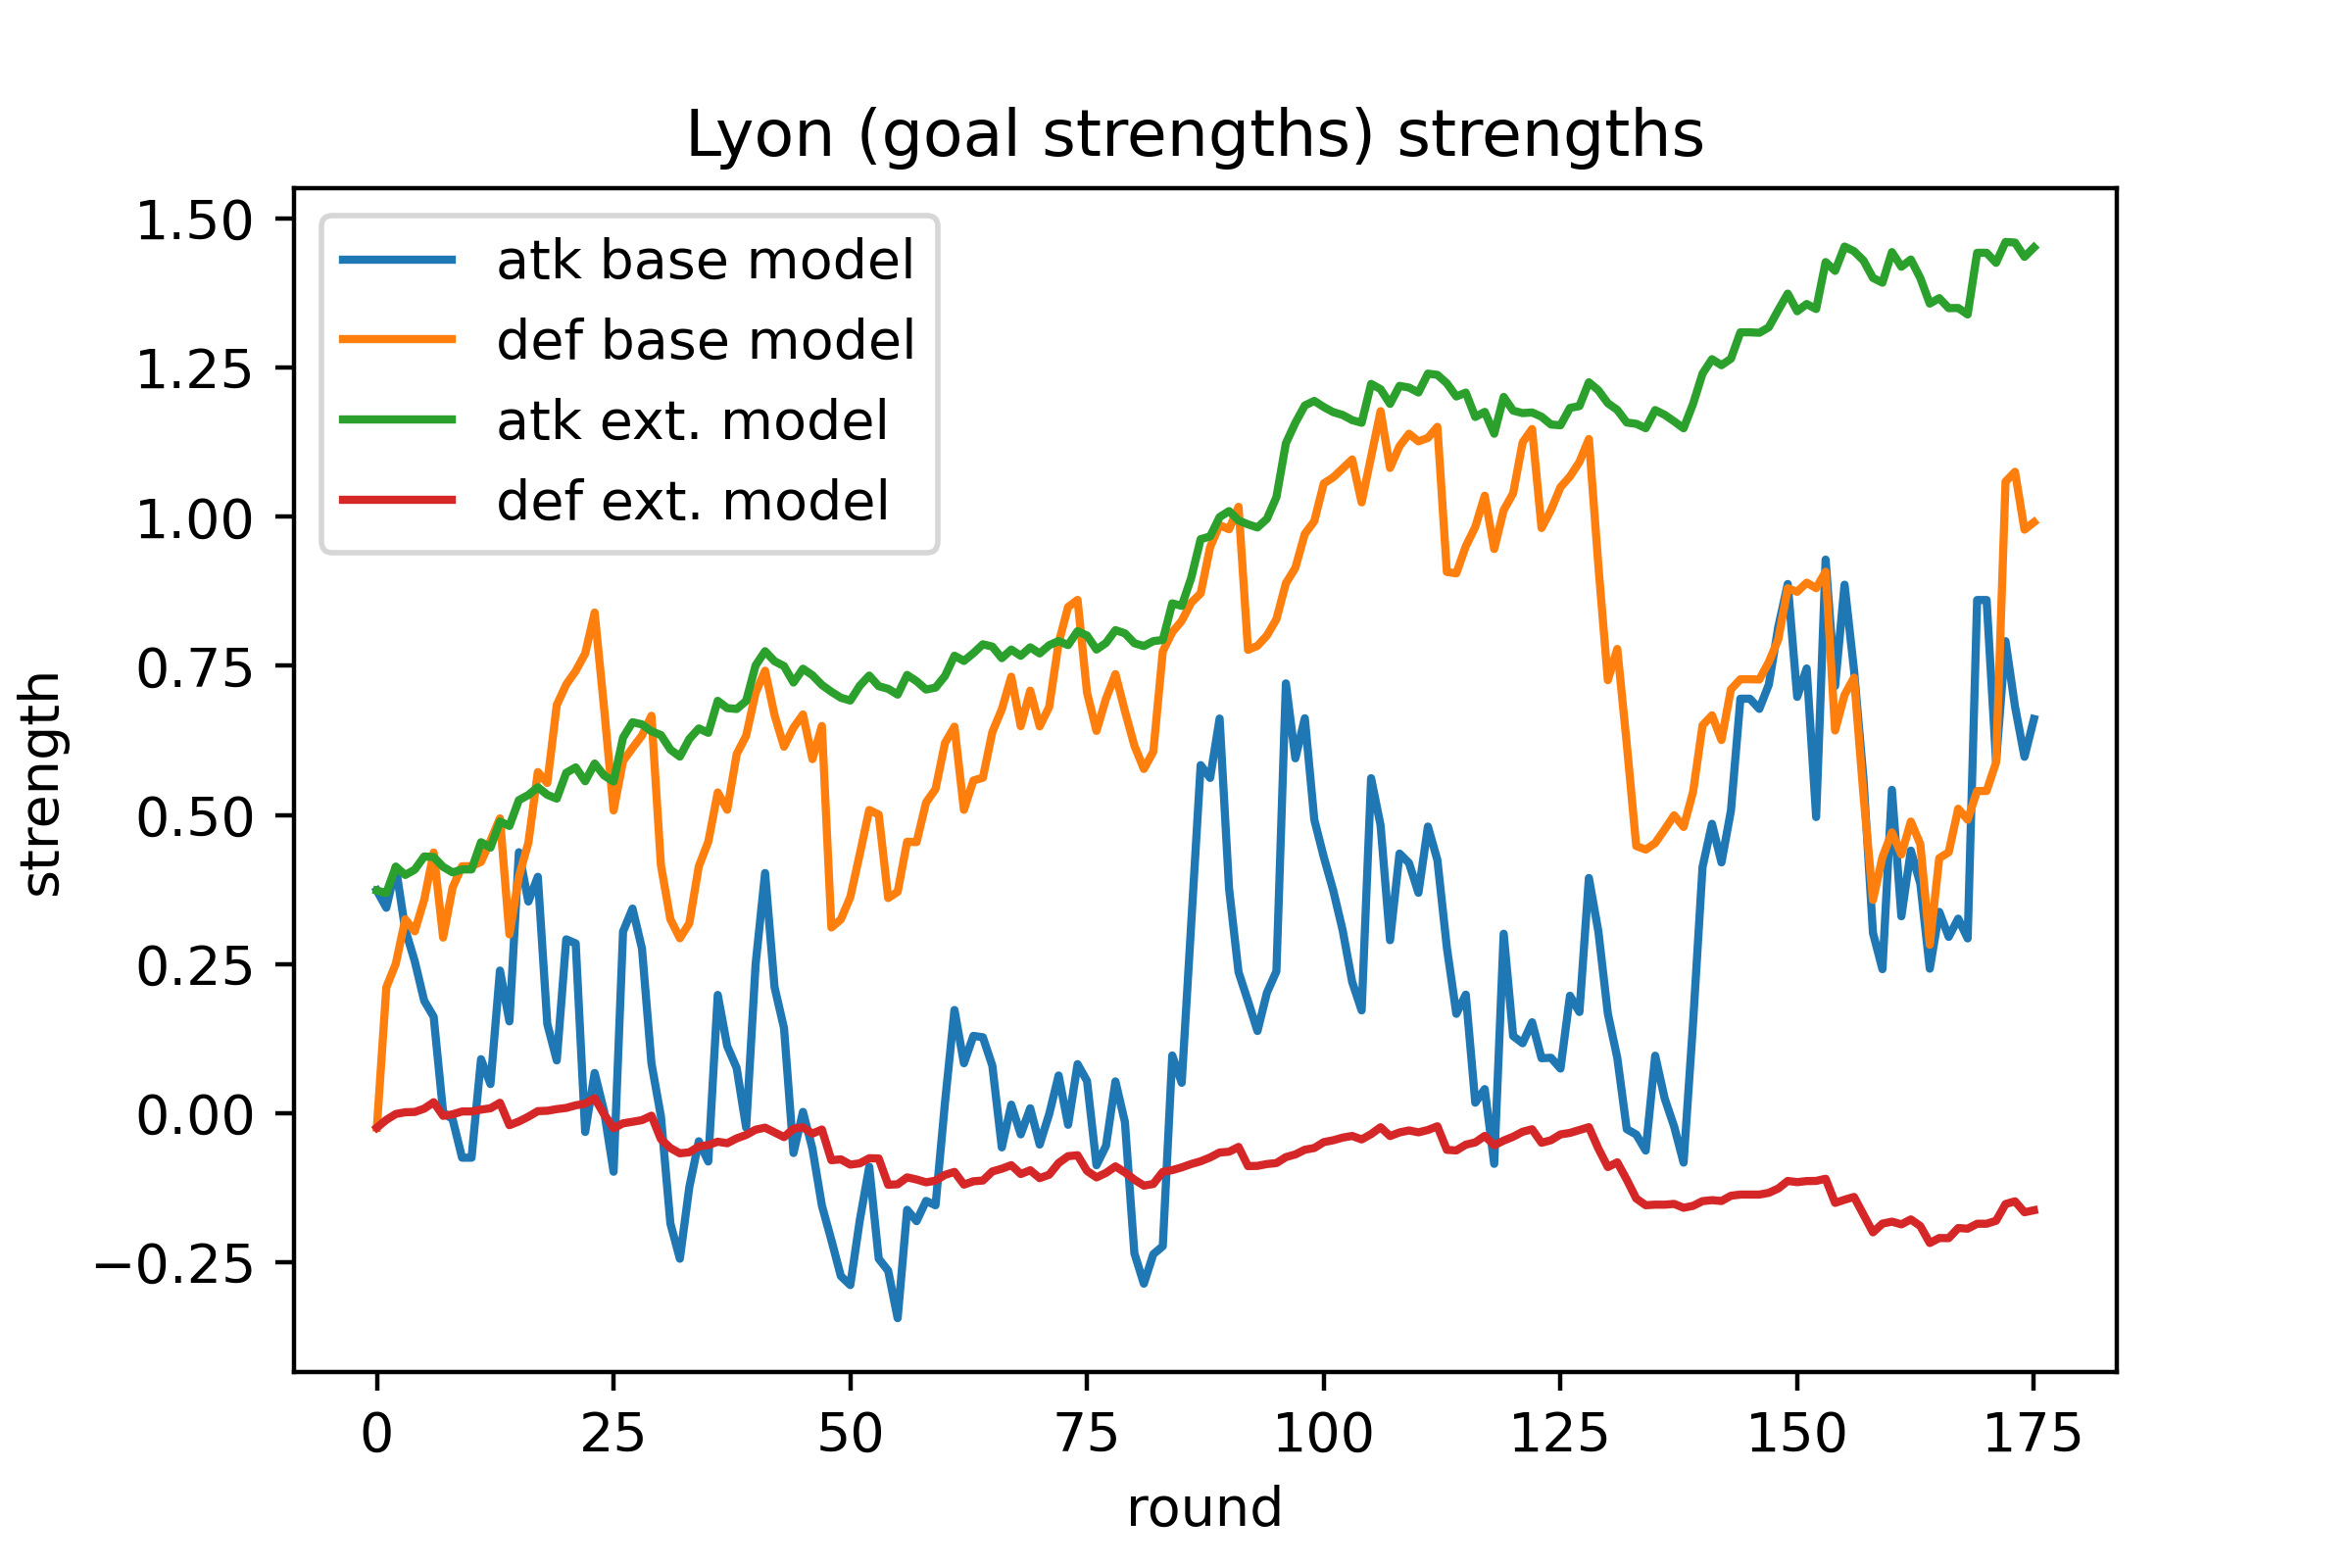 Lyon (goal strengths) strengths
1.50
1.25
1.00
0.75
0.50
0.25
0.00
−0.25
strength
atk base model
def base model
atk ext. model
def ext. model
0 25 50 75 100 125 150 175
round